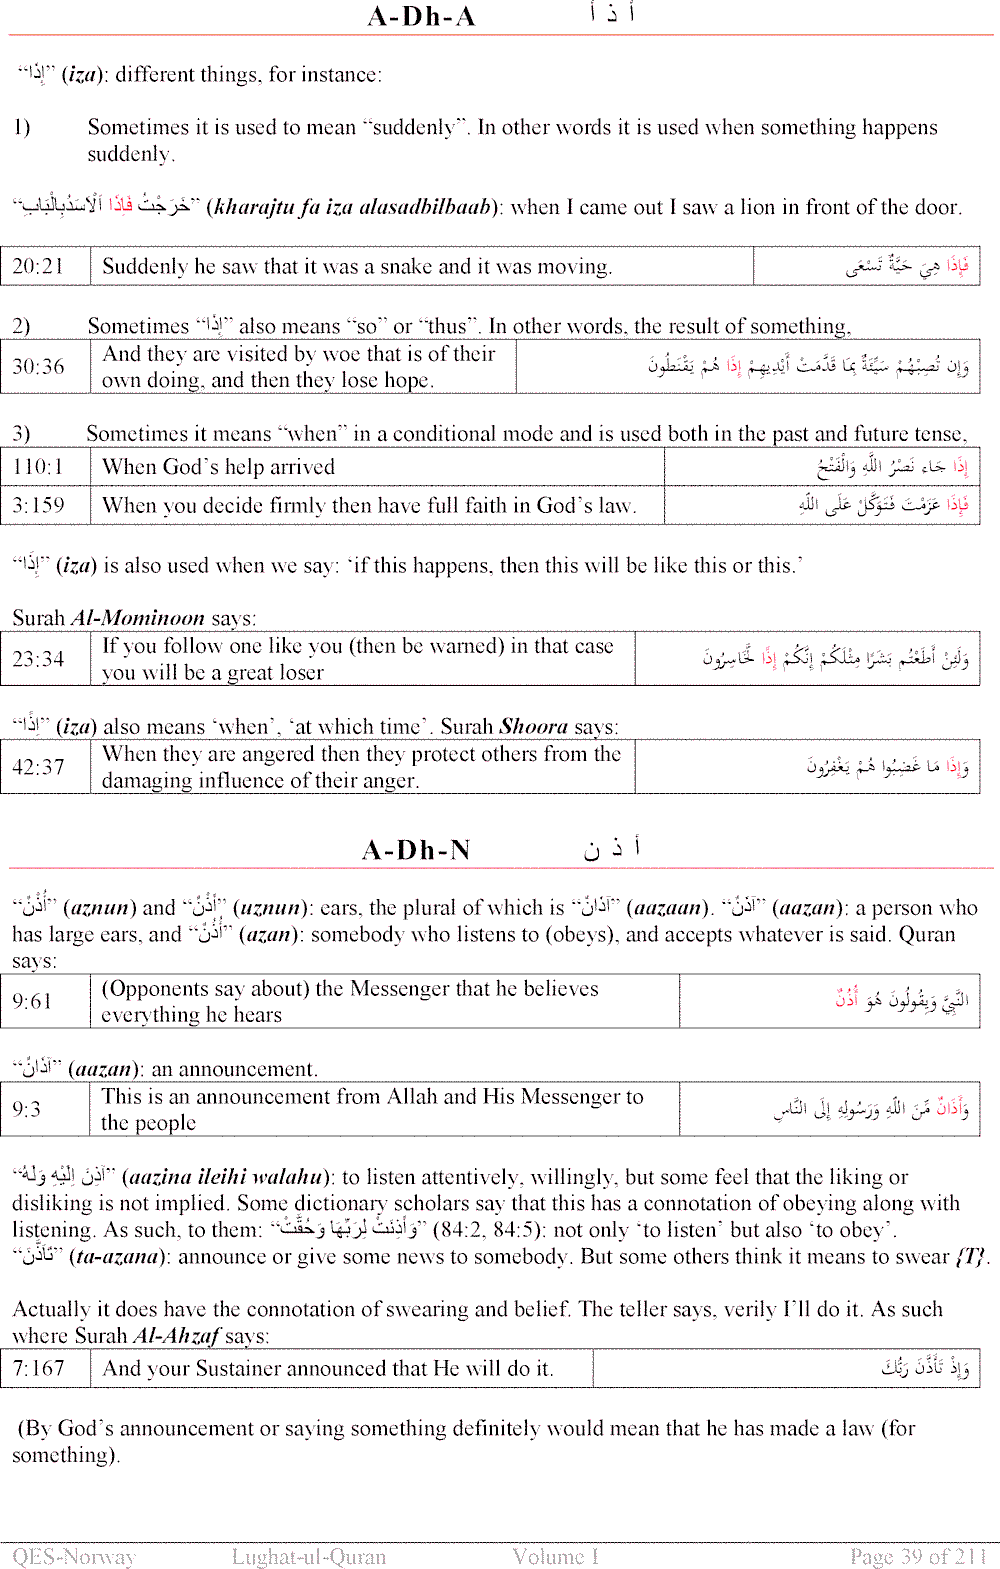 A-Dh-A أ ذ أ
“إِذَا” (iza): different things, for instance:
1) Sometimes it is used to mean “suddenly”. In other words it is used when something happens
suddenly.
“خَرَجْتُ فَاِذَا اَلْاَسَدُبِالْبَابِ” (kharajtu fa iza alasadbilbaab): when I came out I saw a lion in front of the door.
20:21 Suddenly he saw that it was a snake and it was moving. فَإِذَا هِيَ حَيَّةٌ تَسْعَى
2) Sometimes “إِذَا” also means “so” or “thus”. In other words, the result of something,
30:36 And they are visited by woe that is of their
own doing, and then they lose hope. وَإِن تُصِبْهُمْ سَيِّئَةٌ بِمَا قَدَّمَتْ أَيْدِيهِمْ إِذَا هُمْ يَقْنَطُونَ
3) Sometimes it means “when” in a conditional mode and is used both in the past and future tense,
110:1 When God’s help arrived إِذَا جَاء نَصْرُ اللَّهِ وَالْفَتْحُ
3:159 When you decide firmly then have full faith in God’s law. فَإِذَا عَزَمْتَ فَتَوَكَّلْ عَلَى اللّهِ
“إِذَا” (iza) is also used when we say: ‘if this happens, then this will be like this or this.’
Surah Al-Mominoon says:
23:34 If you follow one like you (then be warned) in that case
you will be a great loser وَلَئِنْ أَطَعْتُم بَشَرًا مِثْلَكُمْ إِنَّكُمْ إِذًا لَّخَاسِرُونَ
“اِذًا” (iza) also means ‘when’, ‘at which time’. Surah Shoora says:
42:37 When they are angered then they protect others from the
damaging influence of their anger. وَإِذَا مَا غَضِبُوا هُمْ يَغْفِرُونَ
A-Dh-N أ ذ ن
“أُذْنٌ” (aznun) and “أُذُنٌ” (uznun): ears, the plural of which is “آذَانٌ” (aazaan). “آذَنٌ” (aazan): a person who
has large ears, and “أُذُنٌ” (azan): somebody who listens to (obeys), and accepts whatever is said. Quran
says:
9:61 (Opponents say about) the Messenger that he believes
everything he hears النَّبِيَّ وَيِقُولُونَ هُوَ أُذُنٌ
“آذَانٌ” (aazan): an announcement.
9:3 This is an announcement from Allah and His Messenger to
the people وَأَذَانٌ مِّنَ اللّهِ وَرَسُولِهِ إِلَى النَّاسِ
“آذِنَ اِلَيْهِ وَلَهُ” (aazina ileihi walahu): to listen attentively, willingly, but some feel that the liking or
disliking is not implied. Some dictionary scholars say that this has a connotation of obeying along with
listening. As such, to them: “وَأَذِنَتْ لِرَبِّهَا وَحُقَّتْ” (84:2, 84:5): not only ‘to listen’ but also ‘to obey’.
“تَاَذَّنَ” (ta-azana): announce or give some news to somebody. But some others think it means to swear {T}.
Actually it does have the connotation of swearing and belief. The teller says, verily I’ll do it. As such
where Surah Al-Ahzaf says:
7:167 And your Sustainer announced that He will do it. وَإِذْ تَأَذَّنَ رَبُّكَ
(By God’s announcement or saying something definitely would mean that he has made a law (for
something).
QES-Norway Lughat-ul-Quran Volume I Page 39 of 211